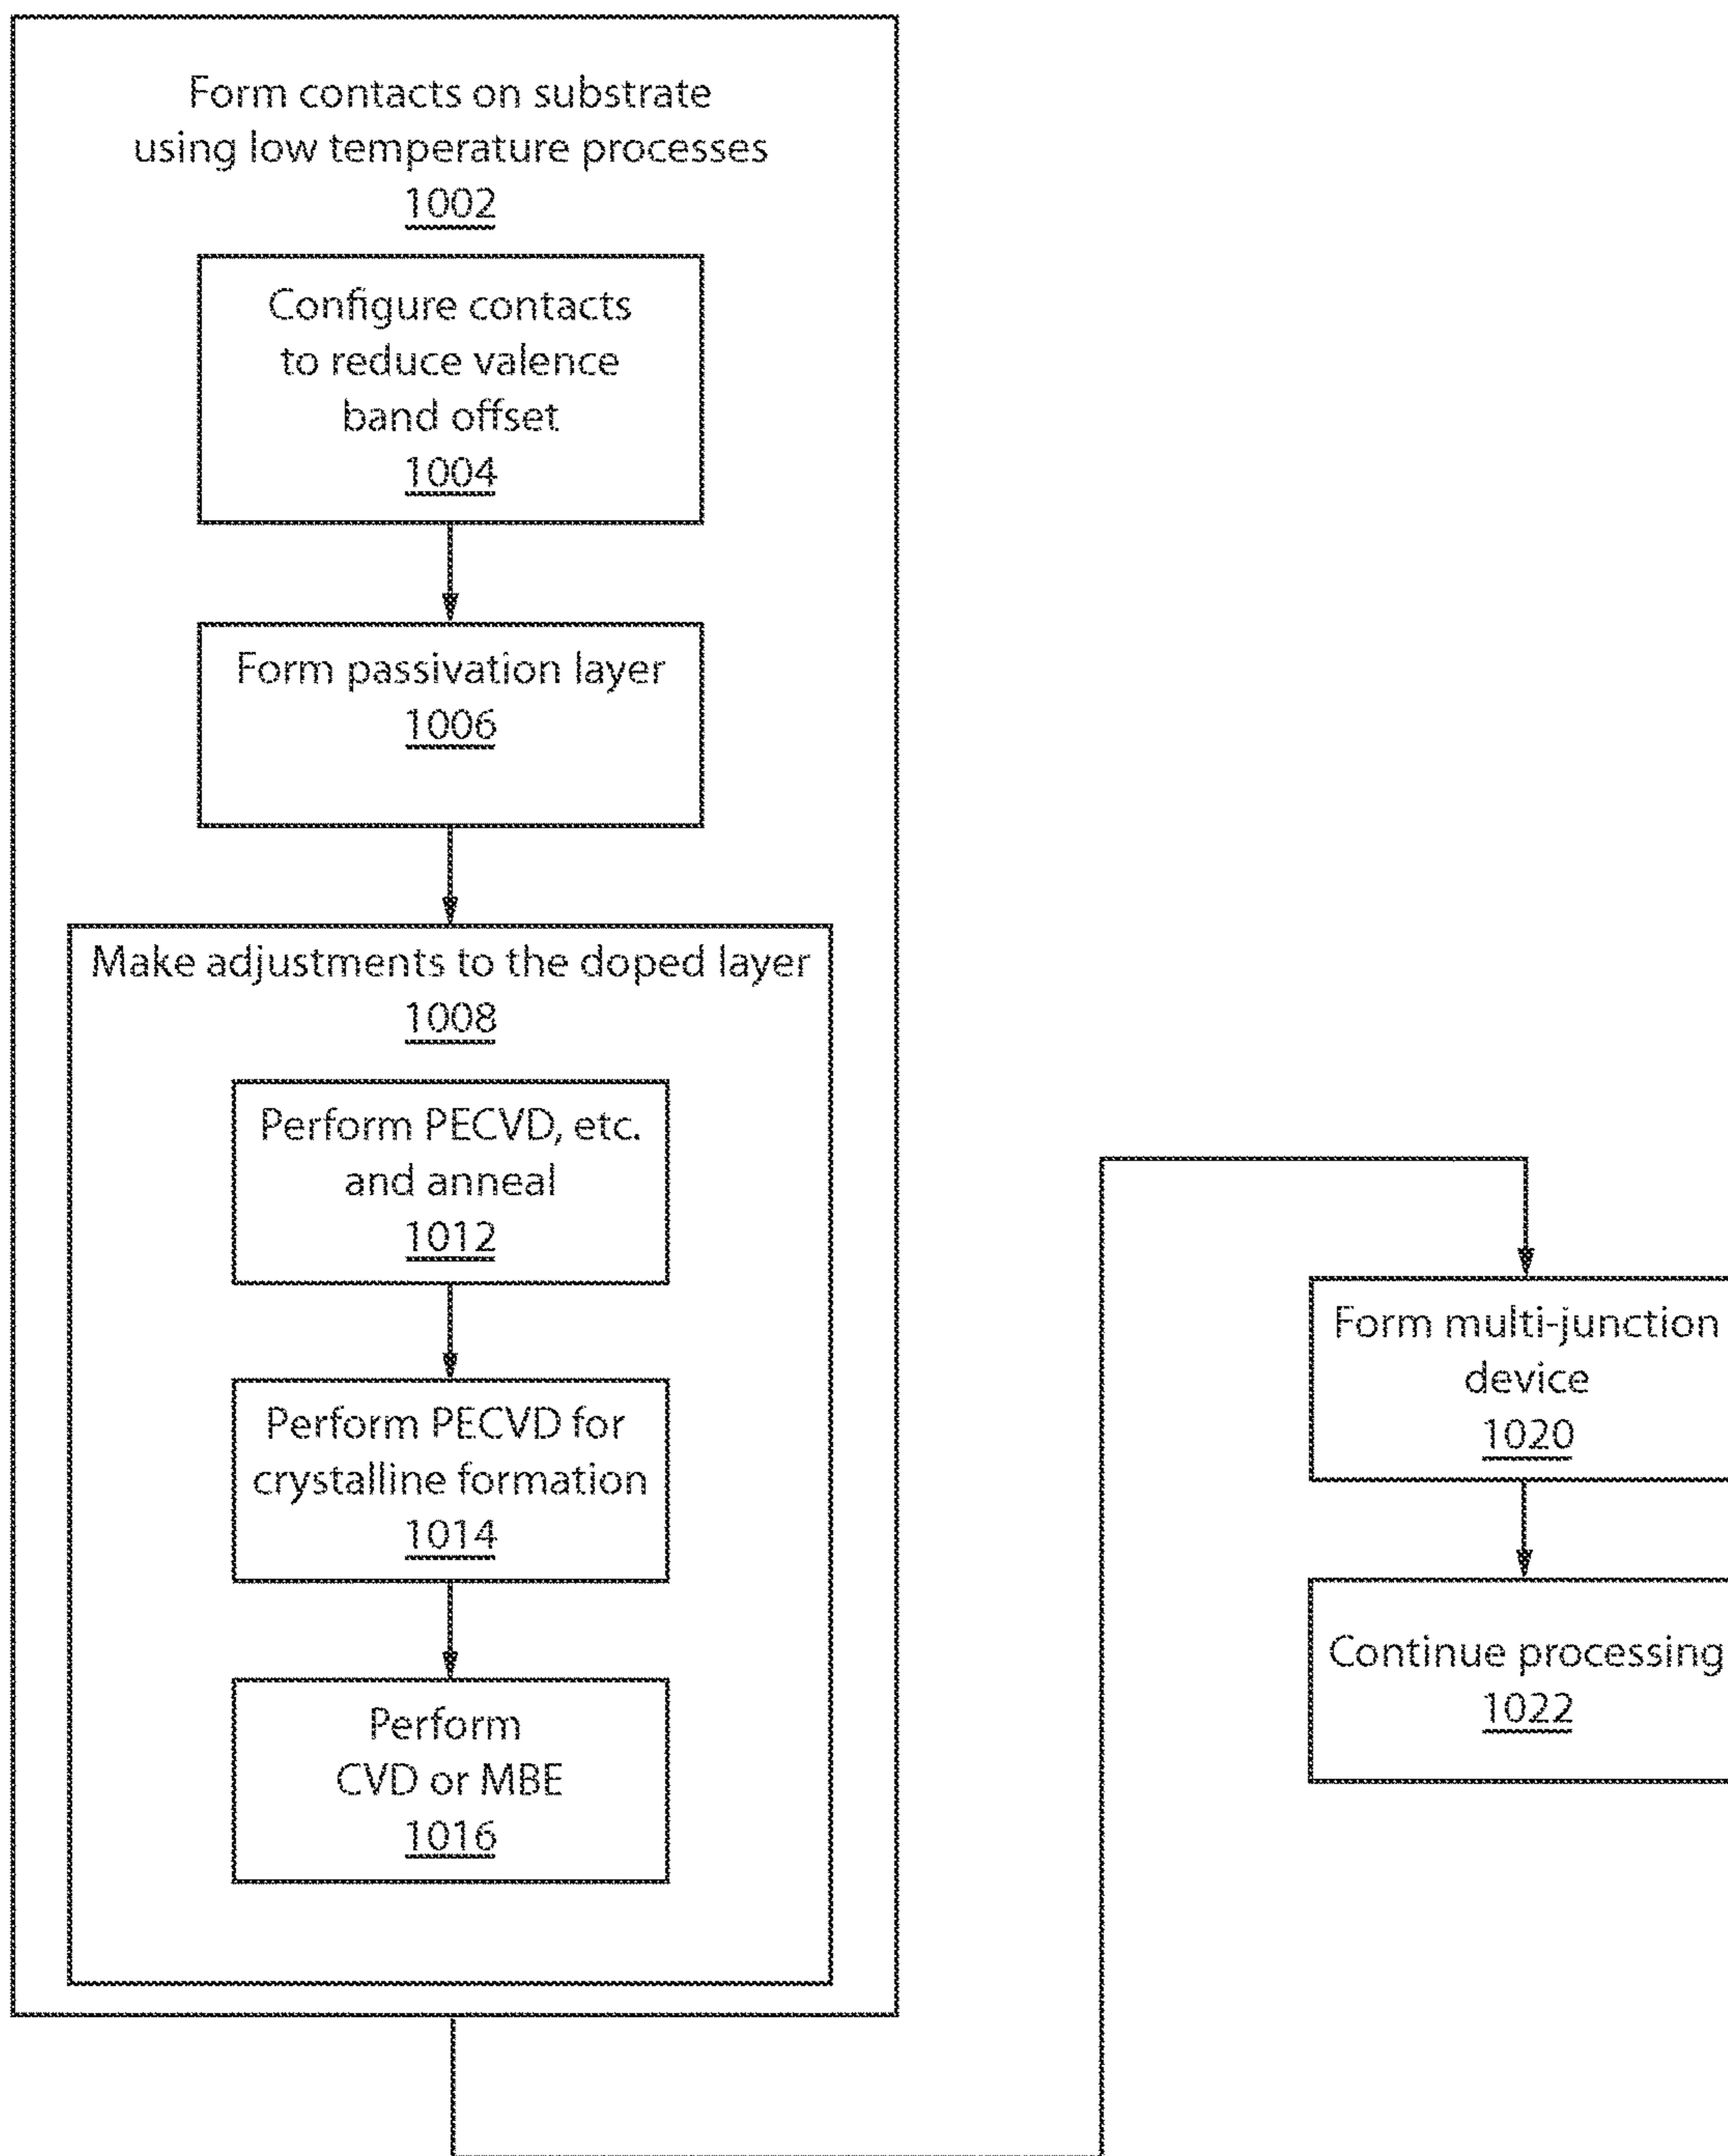 Form contacts on substrate
using low temperature processes
1002
Configure contacts
to reduce valence
band offset
1004
Form passivation layer
1006
Make adjustments to the doped layer
1008
Perform PECVD, etc.
and anneal
1012
Perform PECVD for
crystalline formation
1014
Perform
CVD or MBE
1016
Form multi-junction
device
1020
Continue processing
1022